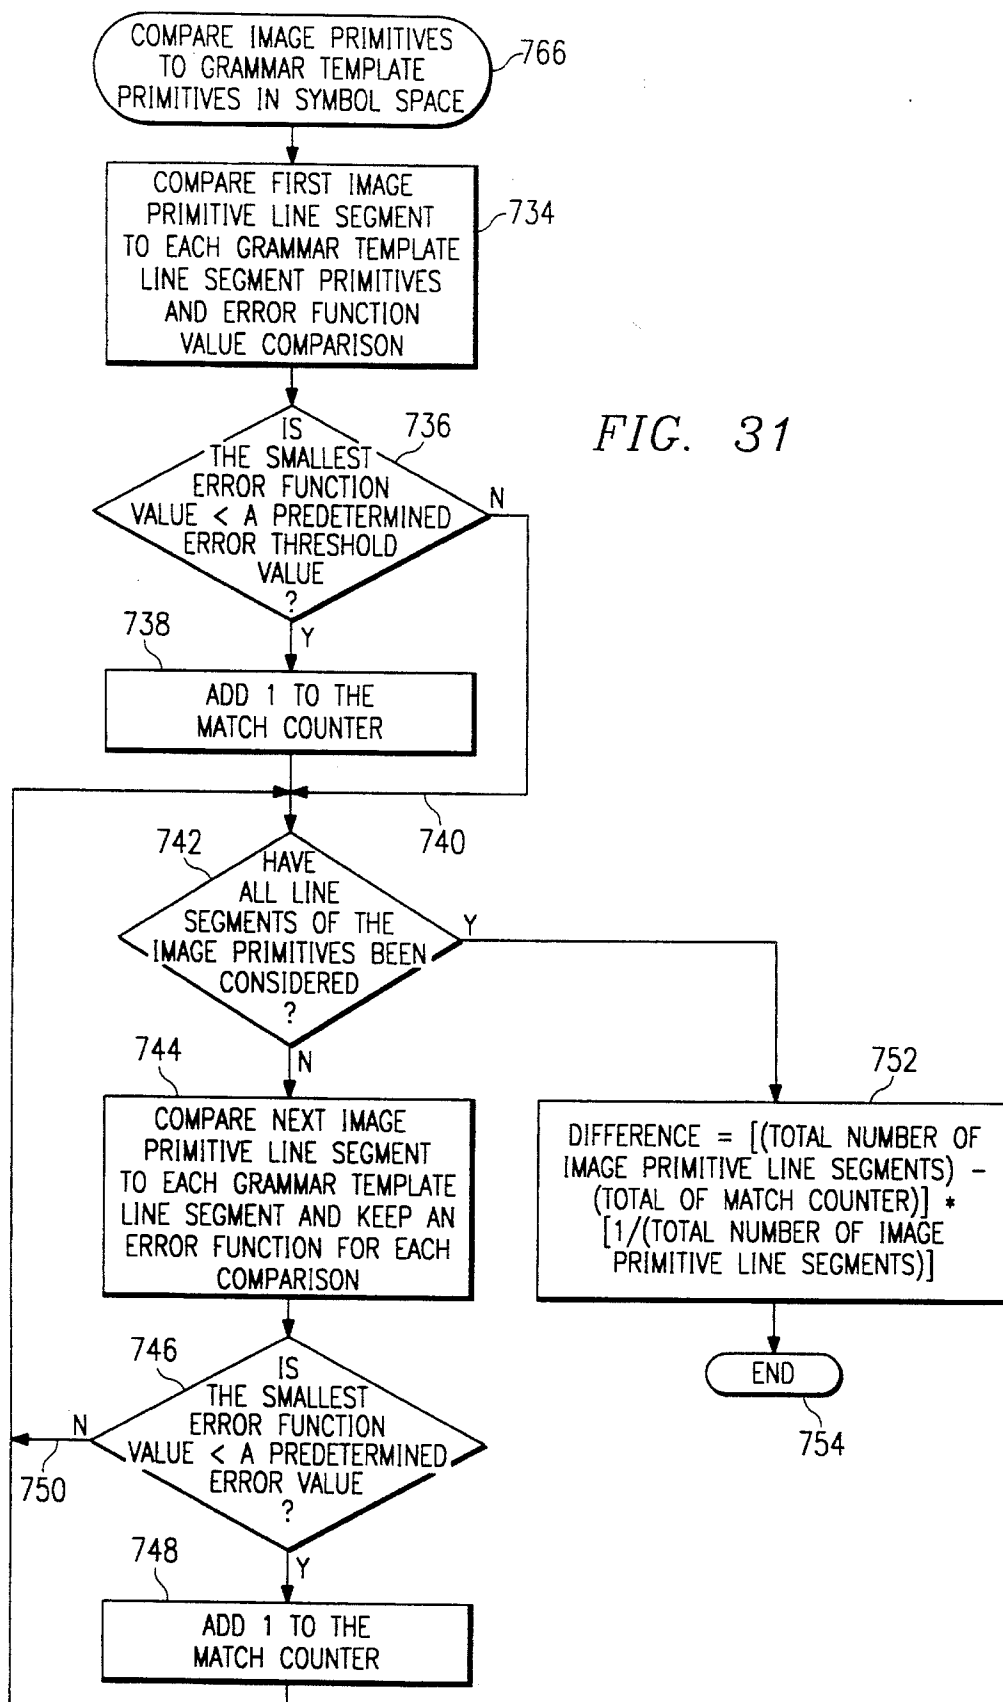 COMPARE IMAGE PRIMITIVES
TO GRAMMAR TEMPLATE
PRIMITIVES IN SYMBOL SPACE
766
COMPARE FIRST IMAGE
PRIMITIVE LINE SEGMENT
TO EACH GRAMMAR TEMPLATE
LINE SEGMENT PRIMITIVES
AND ERROR FUNCTION
VALUE COMPARISON
734
FIG. 31
736
IS
THE SMALLEST
ERROR FUNCTION
VALUE < A PREDETERMINED
ERROR THRESHOLD
VALUE
?
N
Y
738
ADD 1 TO THE
MATCH COUNTER
740
742
HAVE
ALL LINE
SEGMENTS OF THE
IMAGE PRIMITIVES BEEN
CONSIDERED
?
Y
N
744
COMPARE NEXT IMAGE
PRIMITIVE LINE SEGMENT
TO EACH GRAMMAR TEMPLATE
LINE SEGMENT AND KEEP AN
ERROR FUNCTION FOR EACH
COMPARISON
752
DIFFERENCE = [(TOTAL NUMBER OF
IMAGE PRIMITIVE LINE SEGMENTS) –
(TOTAL OF MATCH COUNTER)] *
[1/(TOTAL NUMBER OF IMAGE
PRIMITIVE LINE SEGMENTS)]
END
754
746
IS
THE SMALLEST
ERROR FUNCTION
VALUE < A PREDETERMINED
ERROR VALUE
?
N
750
Y
748
ADD 1 TO THE
MATCH COUNTER